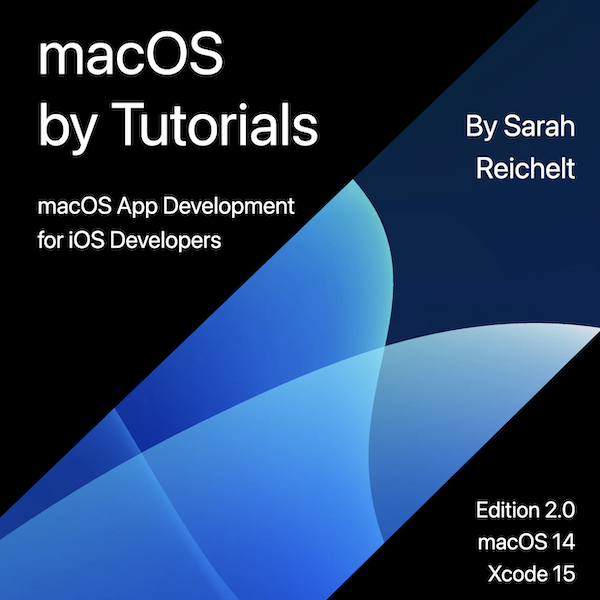 macOS
by Tutorials
macOS App Development
for iOS Developers
By Sarah
Reichelt
Edition 2.0
macOS 14
Xcode 15